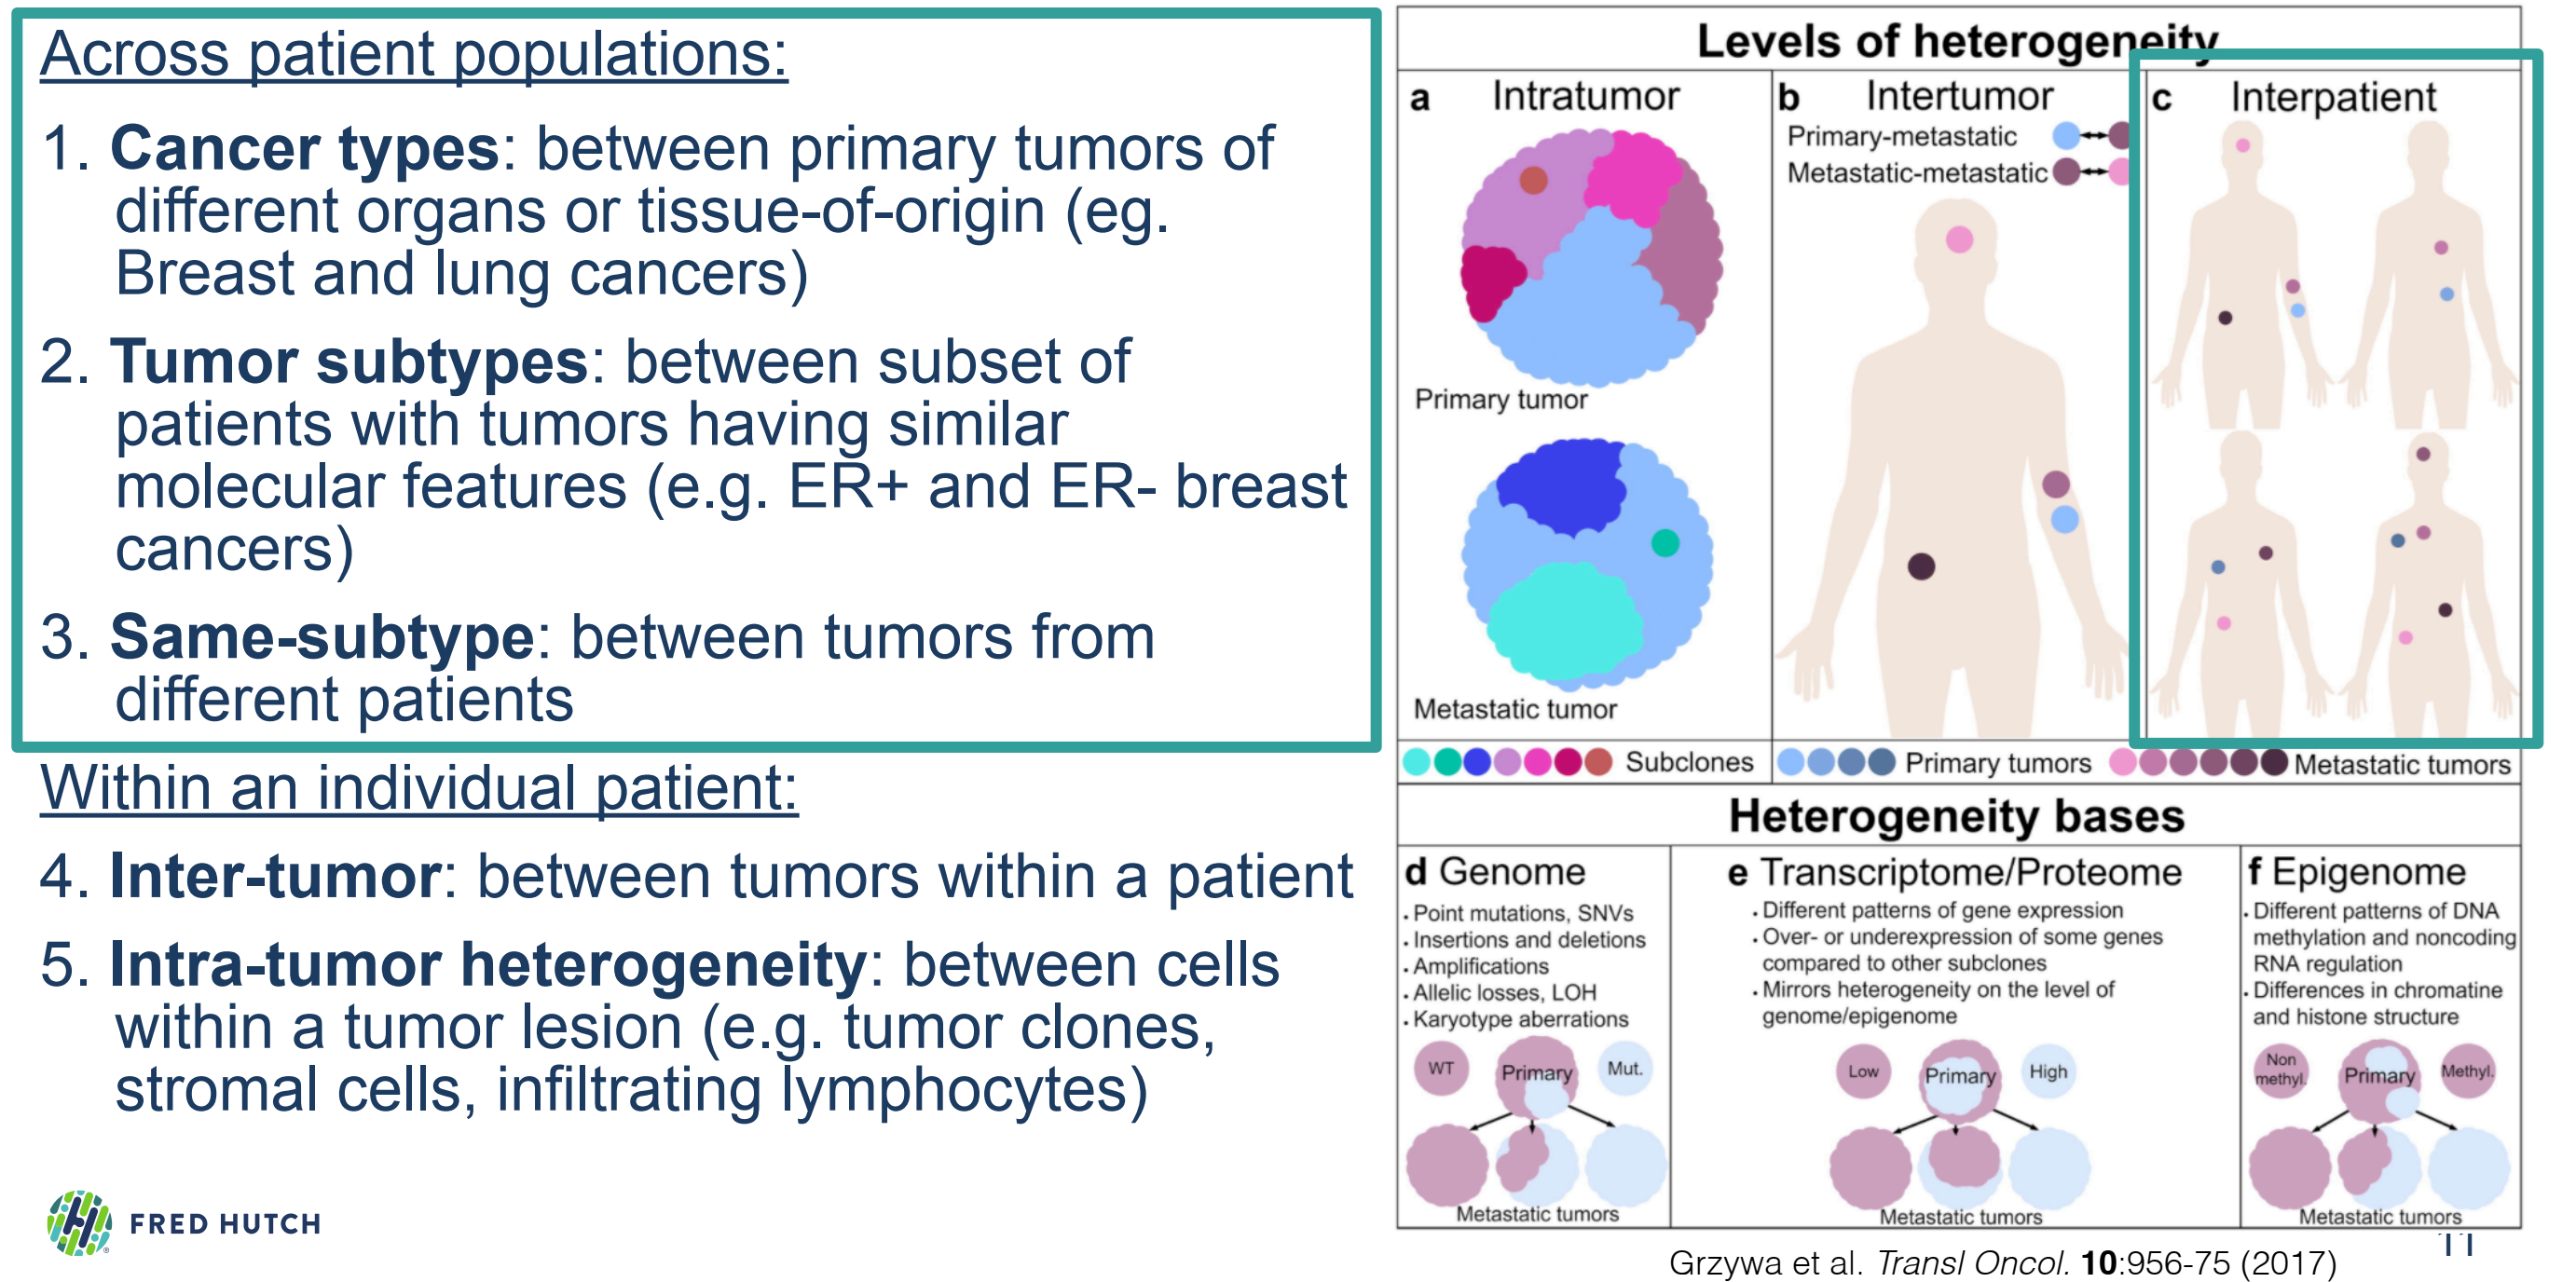 Across patient populations:
1. Cancer types: between primary tumors of
different organs or tissue-of-origin (eg.
Breast and lung cancers)
2. Tumor subtypes: between subset of
patients with tumors having similar
molecular features (e.g. ER+ and ER- breast
cancers)
3. Same-subtype: between tumors from
different patients
Within an individual patient:
4. Inter-tumor: between tumors within a patient
5. Intra-tumor heterogeneity: between cells
within a tumor lesion (e.g. tumor clones,
stromal cells, infiltrating lymphocytes)
FRED HUTCH
Levels of heterogeneity
a Intratumor
Primary tumor
Metastatic tumor
Subclones
b Intertumor
Primary-metastatic
Metastatic-metastatic
Primary tumors
c Interpatient
Metastatic tumors
Heterogeneity bases
d Genome
· Point mutations, SNVs
· Insertions and deletions
· Amplifications
· Allelic losses, LOH
· Karyotype aberrations
WT
Primary
Mut.
Metastatic tumors
e Transcriptome/Proteome
· Different patterns of gene expression
· Over- or underexpression of some genes
compared to other subclones
· Mirrors heterogeneity on the level of
genome/epigenome
Low
Primary
High
Metastatic tumors
f Epigenome
· Different patterns of DNA
methylation and noncoding
RNA regulation
· Differences in chromatine
and histone structure
Non
methyl.
Primary
Methyl.
Metastatic tumors
Grzywa et al. Transl Oncol. 10:956-75 (2017)